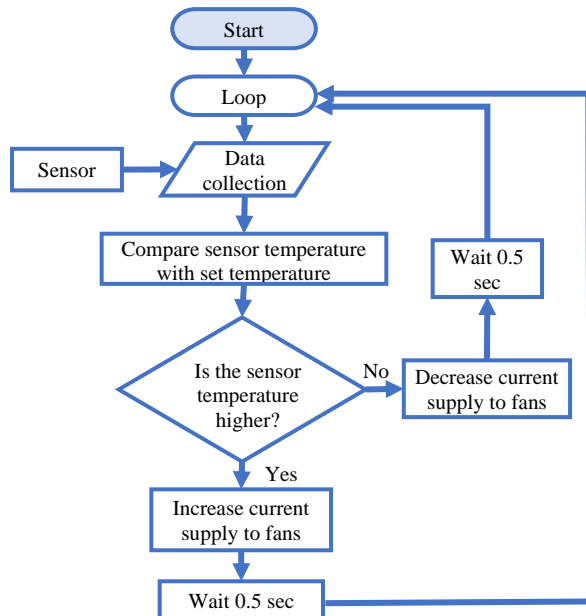 Start
Loop
Data
collection
Sensor
Compare sensor temperature
with set temperature
Wait 0.5
sec
Is the sensor
temperature
higher?
No
Decrease current
supply to fans
Yes
Increase current
supply to fans
Wait 0.5 sec